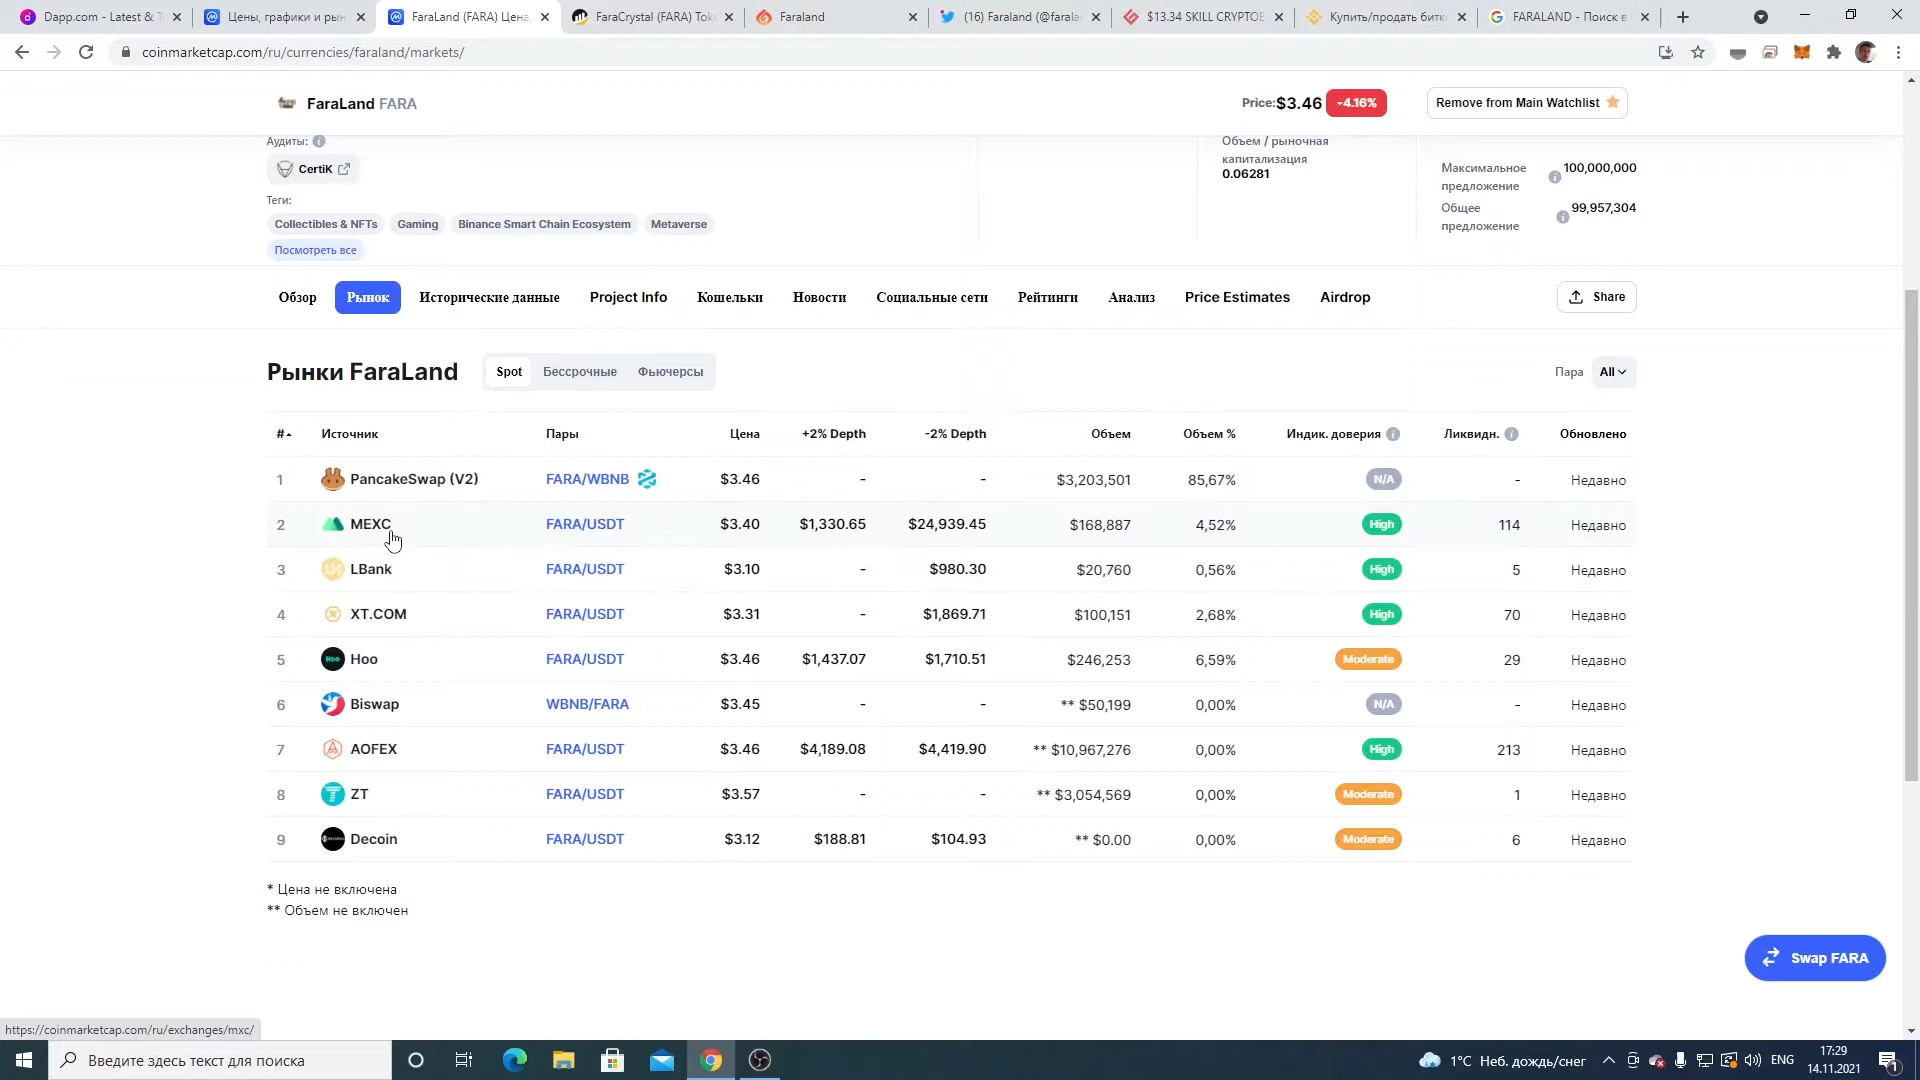 Dapp.com - Latest & T
Цены, графики и рын
FaraLand (FARA) Цена,
FaraCrystal (FARA) Tok
Faraland
(16) Faraland (@farala
$13.34 SKILL CRYPTOB
Купить/продать битк
FARALAND - Поиск в
coinmarketcap.com/ru/currencies/faraland/markets/
FaraLand FARA
Price:$3.46 -4.16%
Remove from Main Watchlist
Аудиты:
CertiK
Объем / рыночная
капитализация
0.06281
Максимальное
предложение
100,000,000
Общее
предложение
99,957,304
Теги:
Collectibles & NFTs Gaming Binance Smart Chain Ecosystem Metaverse
Посмотреть все
Обзор Рынок Исторические данные Project Info Кошельки Новости Социальные сети Рейтинги Анализ Price Estimates Airdrop Share
Рынки FaraLand Spot Бессрочные Фьючерсы Пара All
# Источник Пары Цена +2% Depth -2% Depth Объем Объем % Индик. доверия Ликвидн. Обновлено
1 PancakeSwap (V2) FARA/WBNB $3.46 - - $3,203,501 85,67% N/A - Недавно
2 MEXC FARA/USDT $3.40 $1,330.65 $24,939.45 $168,887 4,52% High 114 Недавно
3 LBank FARA/USDT $3.10 - $980.30 $20,760 0,56% High 5 Недавно
4 XT.COM FARA/USDT $3.31 - $1,869.71 $100,151 2,68% High 70 Недавно
5 Hoo FARA/USDT $3.46 $1,437.07 $1,710.51 $246,253 6,59% Moderate 29 Недавно
6 Biswap WBNB/FARA $3.45 - - ** $50,199 0,00% N/A - Недавно
7 AOFEX FARA/USDT $3.46 $4,189.08 $4,419.90 ** $10,967,276 0,00% High 213 Недавно
8 ZT FARA/USDT $3.57 - - ** $3,054,569 0,00% Moderate 1 Недавно
9 Decoin FARA/USDT $3.12 $188.81 $104.93 ** $0.00 0,00% Moderate 6 Недавно
* Цена не включена
** Объем не включен
Swap FARA
https://coinmarketcap.com/ru/exchanges/mxc/
Введите здесь текст для поиска
1°C Неб. дождь/снег
ENG
17:29
14.11.2021
1